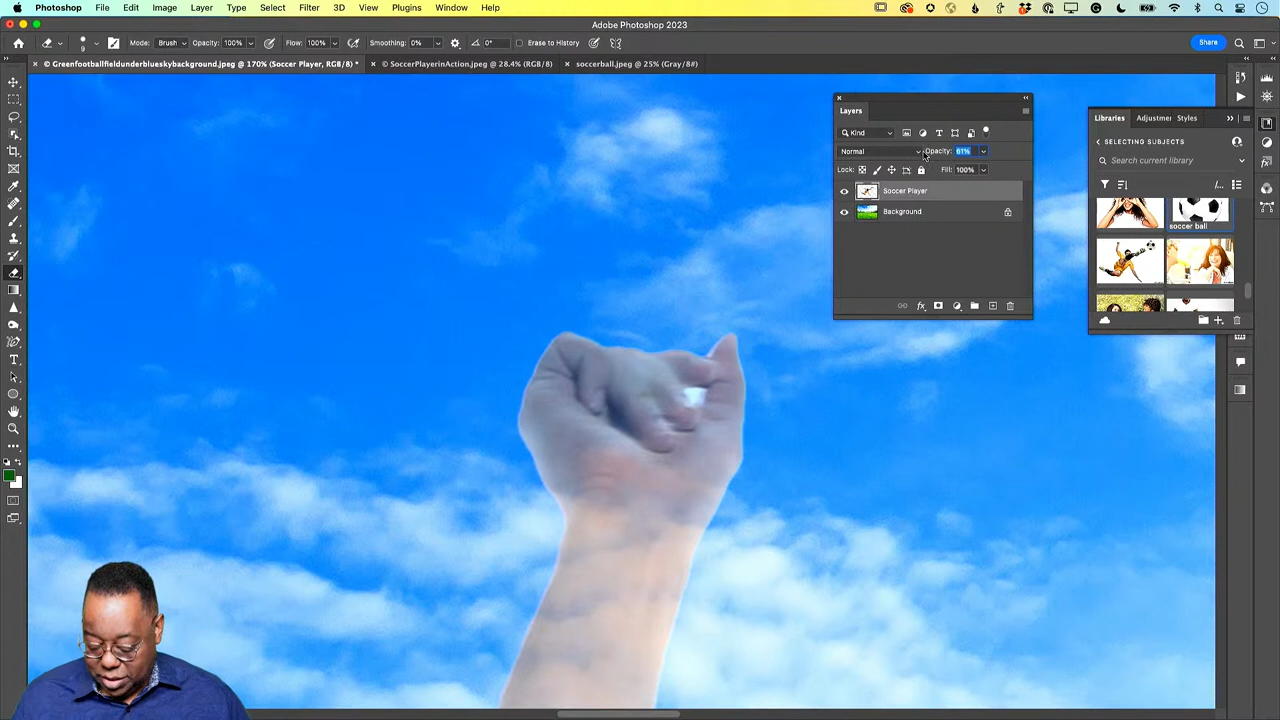 Photoshop File Edit Image Layer Type Select Filter 3D View Plugins Window Help
Adobe Photoshop 2023
9 Mode: Brush Opacity: 100% Flow: 100% Smoothing: 0% 0° Erase to History Share
© Greenfootballfieldunderblueskybackground.jpeg @ 170% (Soccer Player, RGB/8) * © SoccerPlayerinAction.jpeg @ 28.4% (RGB/8) soccerball.jpeg @ 25% (Gray/8#)
Layers
Kind
Normal Opacity: 61%
Lock: Fill: 100%
Soccer Player
Background
Libraries Adjustmer Styles
SELECTING SUBJECTS
Search current library
soccer ball